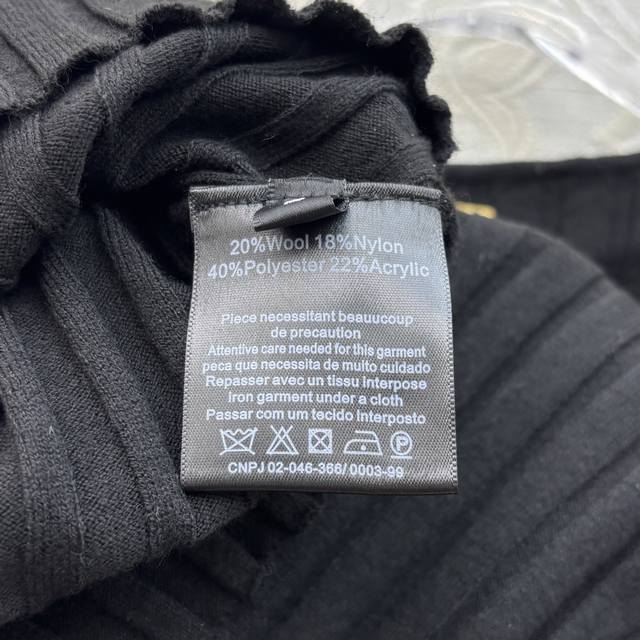 20%Wool 18%Nylon
40%Polyester 22%Acrylic
Piece necessitant beauucoup
de precaution
Attentive care needed for this garment
peca que necessita de muito cuidado
Repasser avec un tissu interpose
Iron garment under a cloth
Passar com um tecido Interposto
P
CNPJ 02-046-366/0003-99